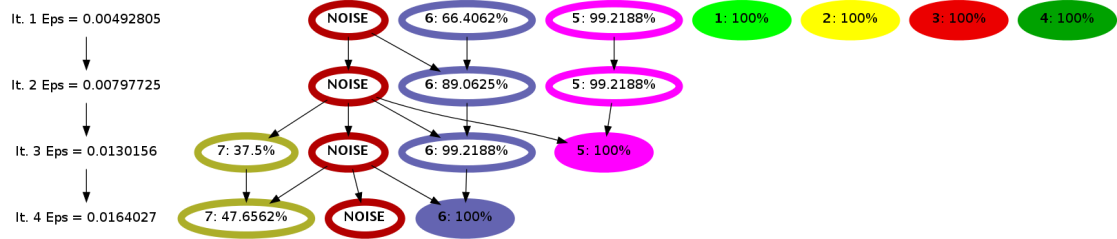 It. 1 Eps = 0.00492805 NOISE 6: 66.4062% 5: 99.2188% 1: 100% 2: 100% 3: 100% 4: 100%
It. 2 Eps = 0.00797725 NOISE 6: 89.0625% 5: 99.2188%
It. 3 Eps = 0.0130156 7: 37.5% NOISE 6: 99.2188% 5: 100%
It. 4 Eps = 0.0164027 7: 47.6562% NOISE 6: 100%